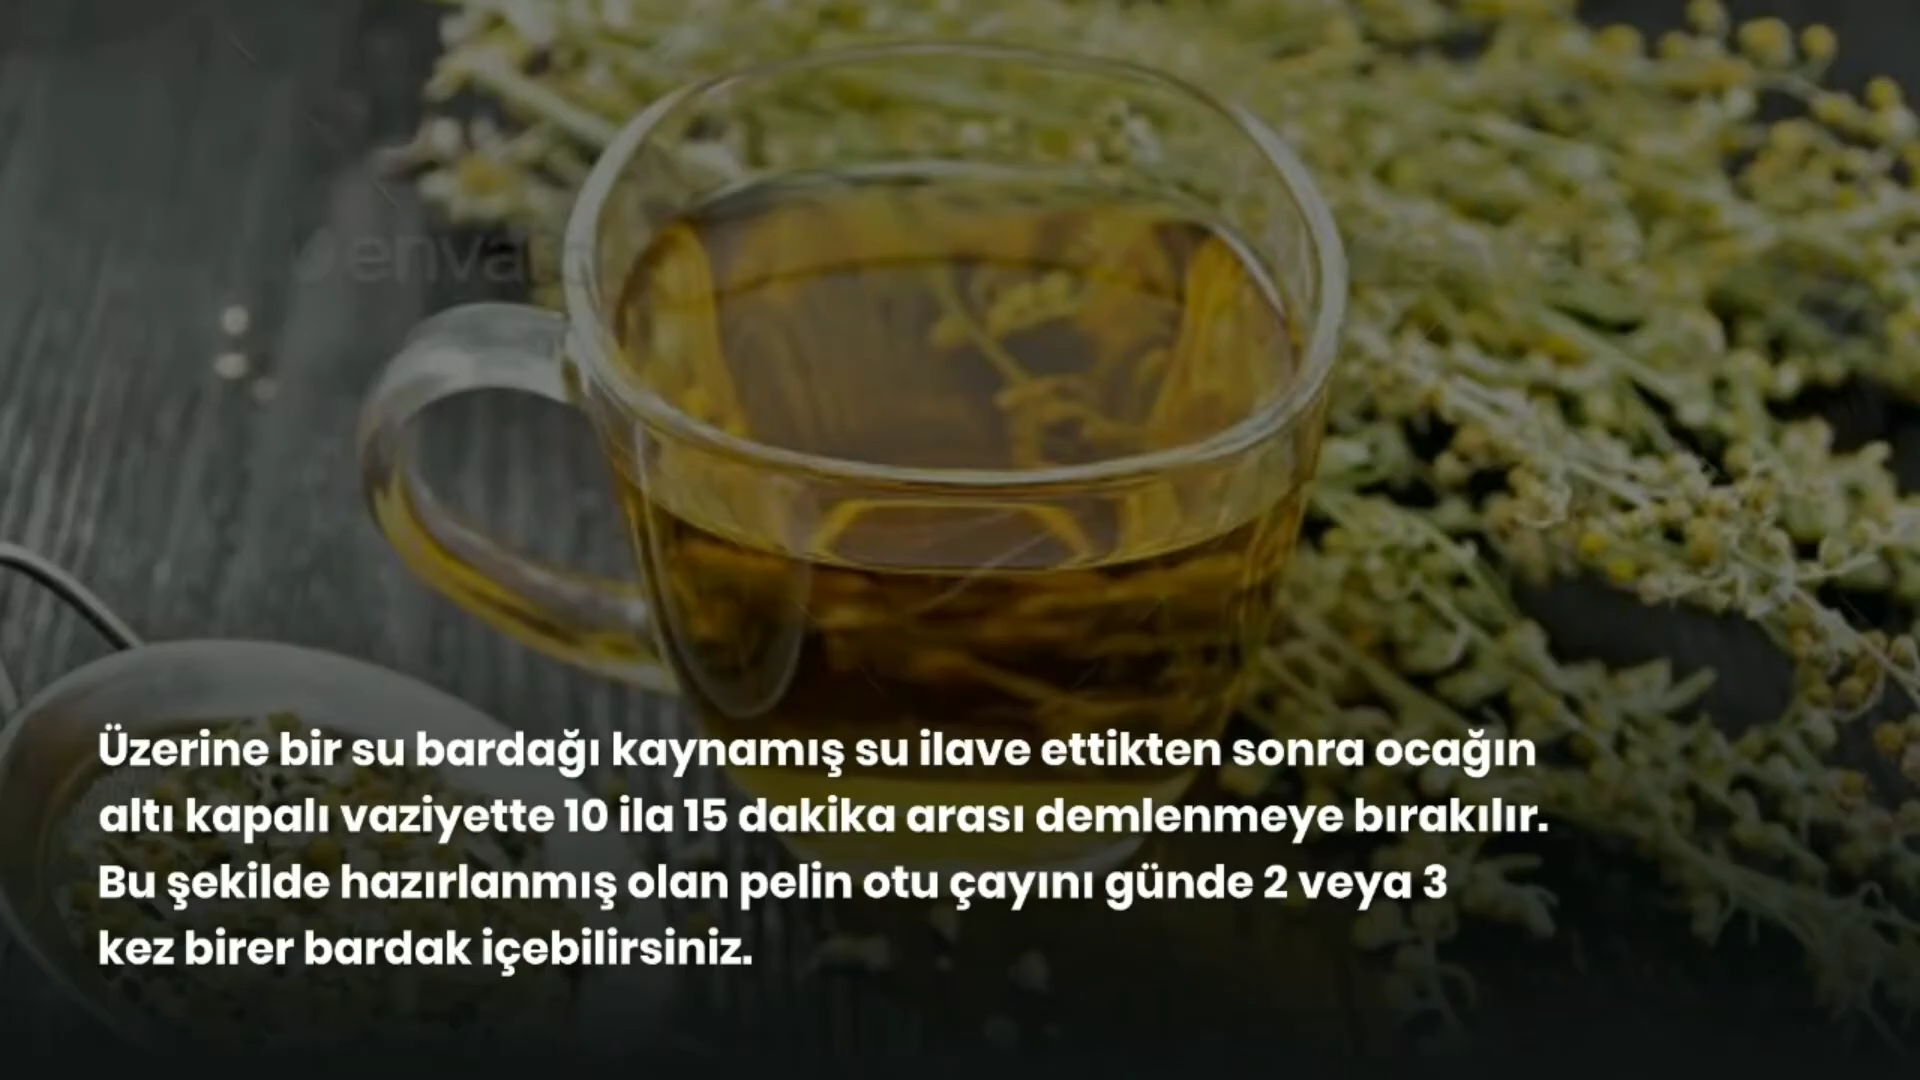 enva
Üzerine bir su bardağı kaynamış su ilave ettikten sonra ocağın
altı kapalı vaziyette 10 ila 15 dakika arası demlenmeye bırakılır.
Bu şekilde hazırlanmış olan pelin otu çayını günde 2 veya 3
kez birer bardak içebilirsiniz.